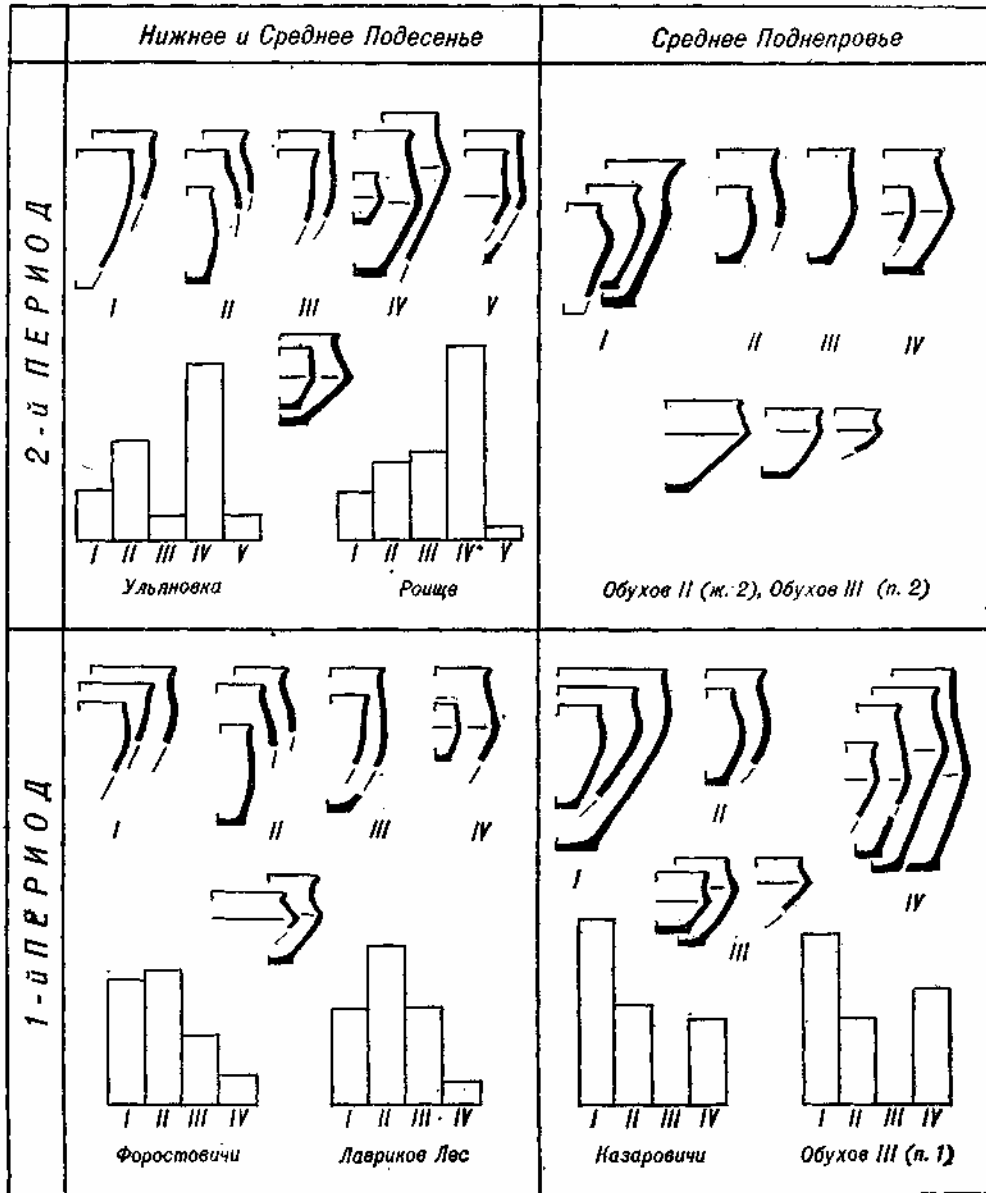 Нижнее и Среднее Подесенье
Среднее Поднепровье
2-й ПЕРИОД
I II III IV V
I II III IV V
Ульяновка
I II III IV V
Роище
I II III IV
Обухов II (ж. 2), Обухов III (п. 2)
1-й ПЕРИОД
I II III IV
I II III IV
Форостовичи
I II III IV
Лавриков Лес
I II III IV
I II III IV
Казаровичи
I II III IV
Обухов III (п. 1)